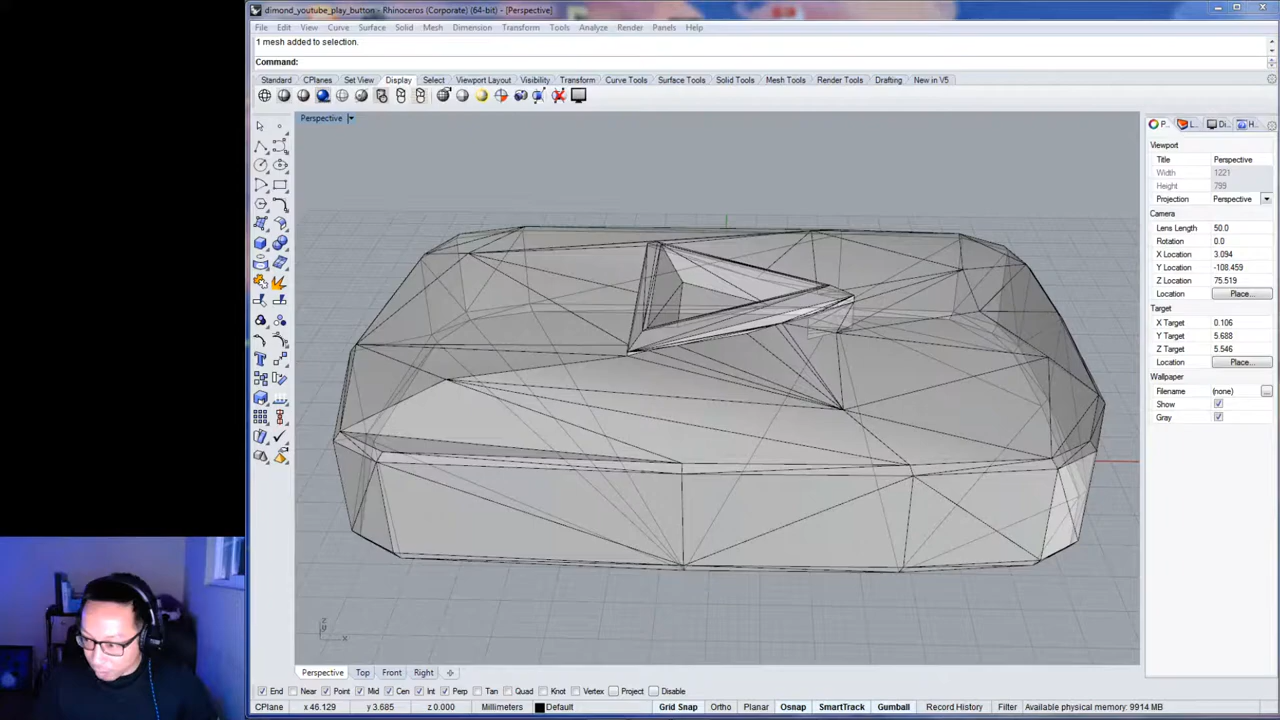 dimond_youtube_play_button - Rhinoceros (Corporate) (64-bit) - [Perspective]
File Edit View Curve Surface Solid Mesh Dimension Transform Tools Analyze Render Panels Help
1 mesh added to selection.
Command:
Standard CPlanes Set View Display Select Viewport Layout Visibility Transform Curve Tools Surface Tools Solid Tools Mesh Tools Render Tools Drafting New in V5
Perspective
P... L... Di... H...
Viewport
Title Perspective
Width 1221
Height 799
Projection Perspective
Camera
Lens Length 50.0
Rotation 0.0
X Location 3.094
Y Location -108.459
Z Location 75.519
Location Place...
Target
X Target 0.106
Y Target 5.688
Z Target 5.546
Location Place...
Wallpaper
Filename (none) ...
Show
Gray
z
x
Perspective Top Front Right
End Near Point Mid Cen Int Perp Tan Quad Knot Vertex Project Disable
CPlane x 46.129 y 3.685 z 0.000 Millimeters Default Grid Snap Ortho Planar Osnap SmartTrack Gumball Record History Filter Available physical memory: 9914 MB